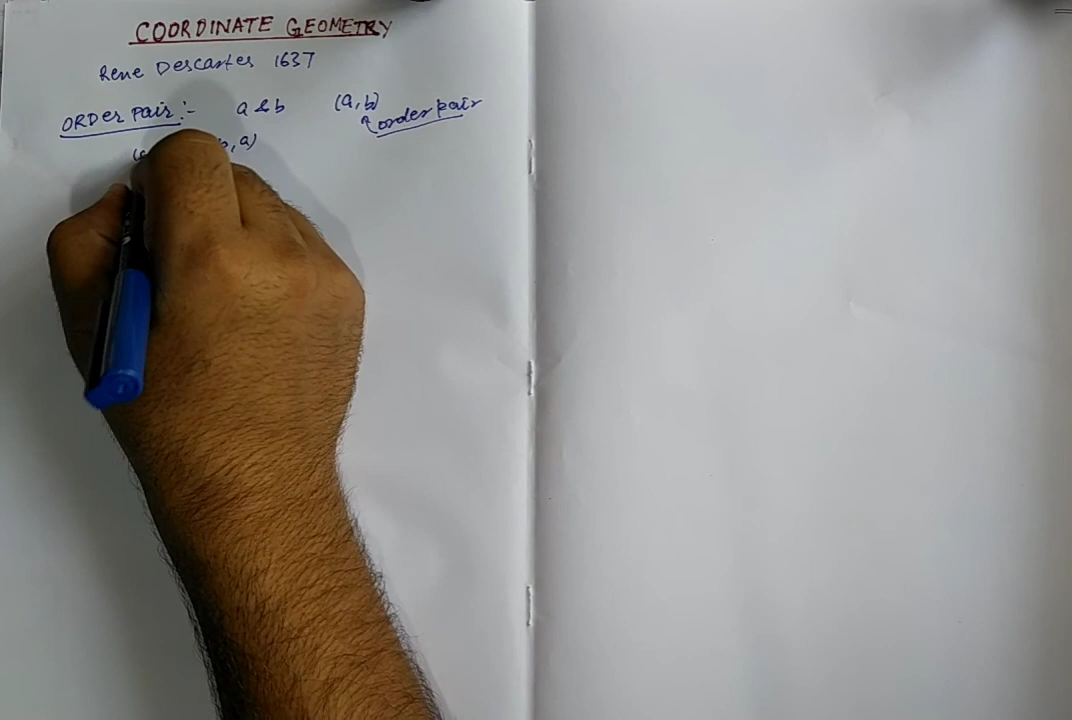 COORDINATE GEOMETRY
Rene Descartes 1637
ORDer Pair :- a & b (a, b)
order pair
b, a)